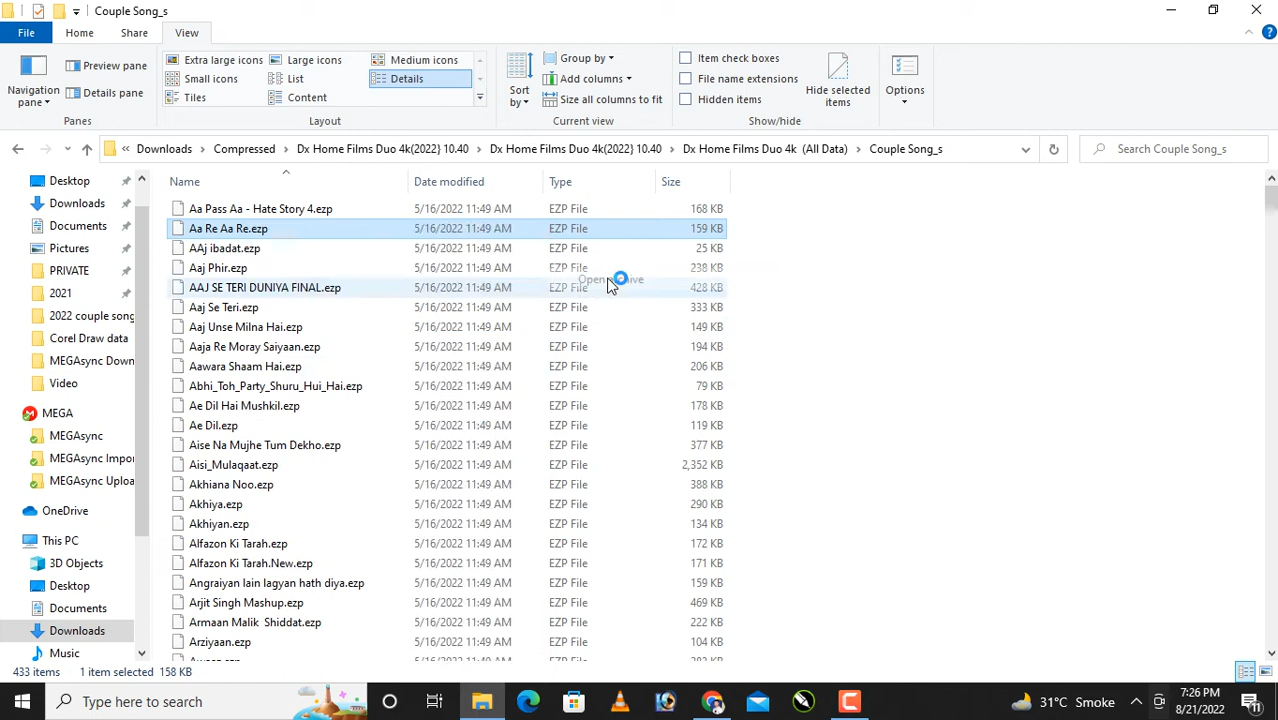 Couple Song_s
File Home Share View
Preview pane
Details pane
Navigation pane
Panes
Extra large icons Large icons Medium icons
Small icons List Details
Tiles Content
Layout
Sort by
Group by
Add columns
Size all columns to fit
Current view
Item check boxes
File name extensions
Hidden items
Hide selected items
Show/hide
Options
« Downloads > Compressed > Dx Home Films Duo 4k(2022} 10.40 > Dx Home Films Duo 4k(2022} 10.40 > Dx Home Films Duo 4k (All Data) > Couple Song_s
Search Couple Song_s
Desktop
Downloads
Documents
Pictures
PRIVATE
2021
2022 couple song
Corel Draw data
MEGAsync Down
Video
MEGA
MEGAsync
MEGAsync Impor
MEGAsync Uploa
OneDrive
This PC
3D Objects
Desktop
Documents
Downloads
Music
Name Date modified Type Size
Aa Pass Aa - Hate Story 4.ezp 5/16/2022 11:49 AM EZP File 168 KB
Aa Re Aa Re.ezp 5/16/2022 11:49 AM EZP File 159 KB
AAj ibadat.ezp 5/16/2022 11:49 AM EZP File 25 KB
Aaj Phir.ezp 5/16/2022 11:49 AM EZP File 238 KB
AAJ SE TERI DUNIYA FINAL.ezp 5/16/2022 11:49 AM EZP File 428 KB
Aaj Se Teri.ezp 5/16/2022 11:49 AM EZP File 333 KB
Aaj Unse Milna Hai.ezp 5/16/2022 11:49 AM EZP File 149 KB
Aaja Re Moray Saiyaan.ezp 5/16/2022 11:49 AM EZP File 194 KB
Aawara Shaam Hai.ezp 5/16/2022 11:49 AM EZP File 206 KB
Abhi_Toh_Party_Shuru_Hui_Hai.ezp 5/16/2022 11:49 AM EZP File 79 KB
Ae Dil Hai Mushkil.ezp 5/16/2022 11:49 AM EZP File 178 KB
Ae Dil.ezp 5/16/2022 11:49 AM EZP File 119 KB
Aise Na Mujhe Tum Dekho.ezp 5/16/2022 11:49 AM EZP File 377 KB
Aisi_Mulaqaat.ezp 5/16/2022 11:49 AM EZP File 2,352 KB
Akhiana Noo.ezp 5/16/2022 11:49 AM EZP File 388 KB
Akhiya.ezp 5/16/2022 11:49 AM EZP File 290 KB
Akhiyan.ezp 5/16/2022 11:49 AM EZP File 134 KB
Alfazon Ki Tarah.ezp 5/16/2022 11:49 AM EZP File 172 KB
Alfazon Ki Tarah.New.ezp 5/16/2022 11:49 AM EZP File 171 KB
Angraiyan lain lagyan hath diya.ezp 5/16/2022 11:49 AM EZP File 159 KB
Arjit Singh Mashup.ezp 5/16/2022 11:49 AM EZP File 469 KB
Armaan Malik Shiddat.ezp 5/16/2022 11:49 AM EZP File 222 KB
Arziyaan.ezp 5/16/2022 11:49 AM EZP File 104 KB
433 items 1 item selected 158 KB
Type here to search
31°C Smoke
7:26 PM
8/21/2022
11